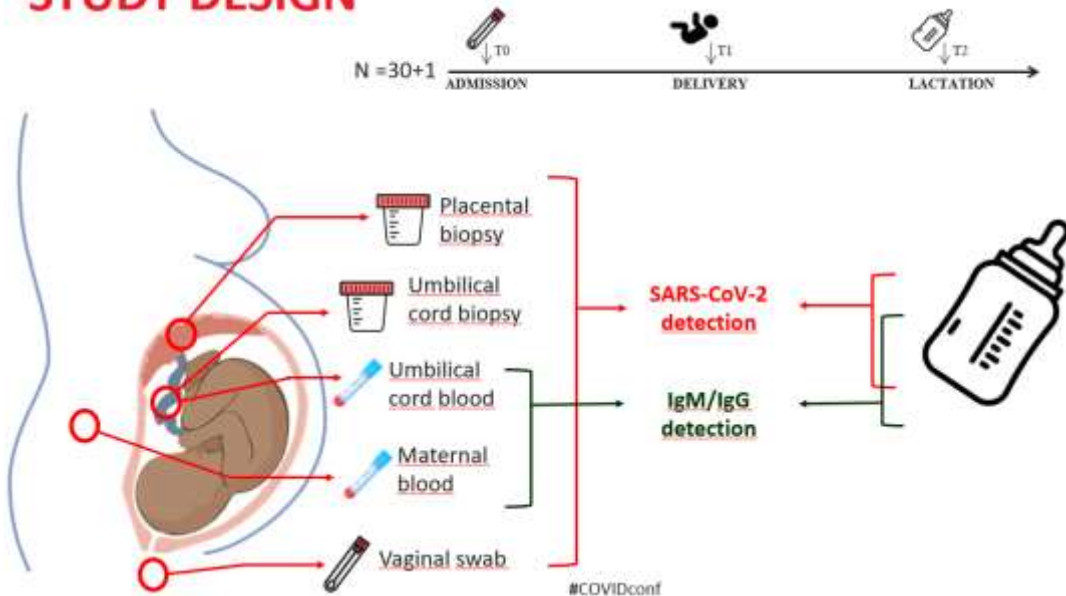 STUDY DESIGN
T0
T1
T2
N =30+1
ADMISSION
DELIVERY
LACTATION
Placental
biopsy
Umbilical
cord biopsy
SARS-CoV-2
detection
Umbilical
cord blood
IgM/IgG
detection
Maternal
blood
Vaginal swab
#COVIDconf